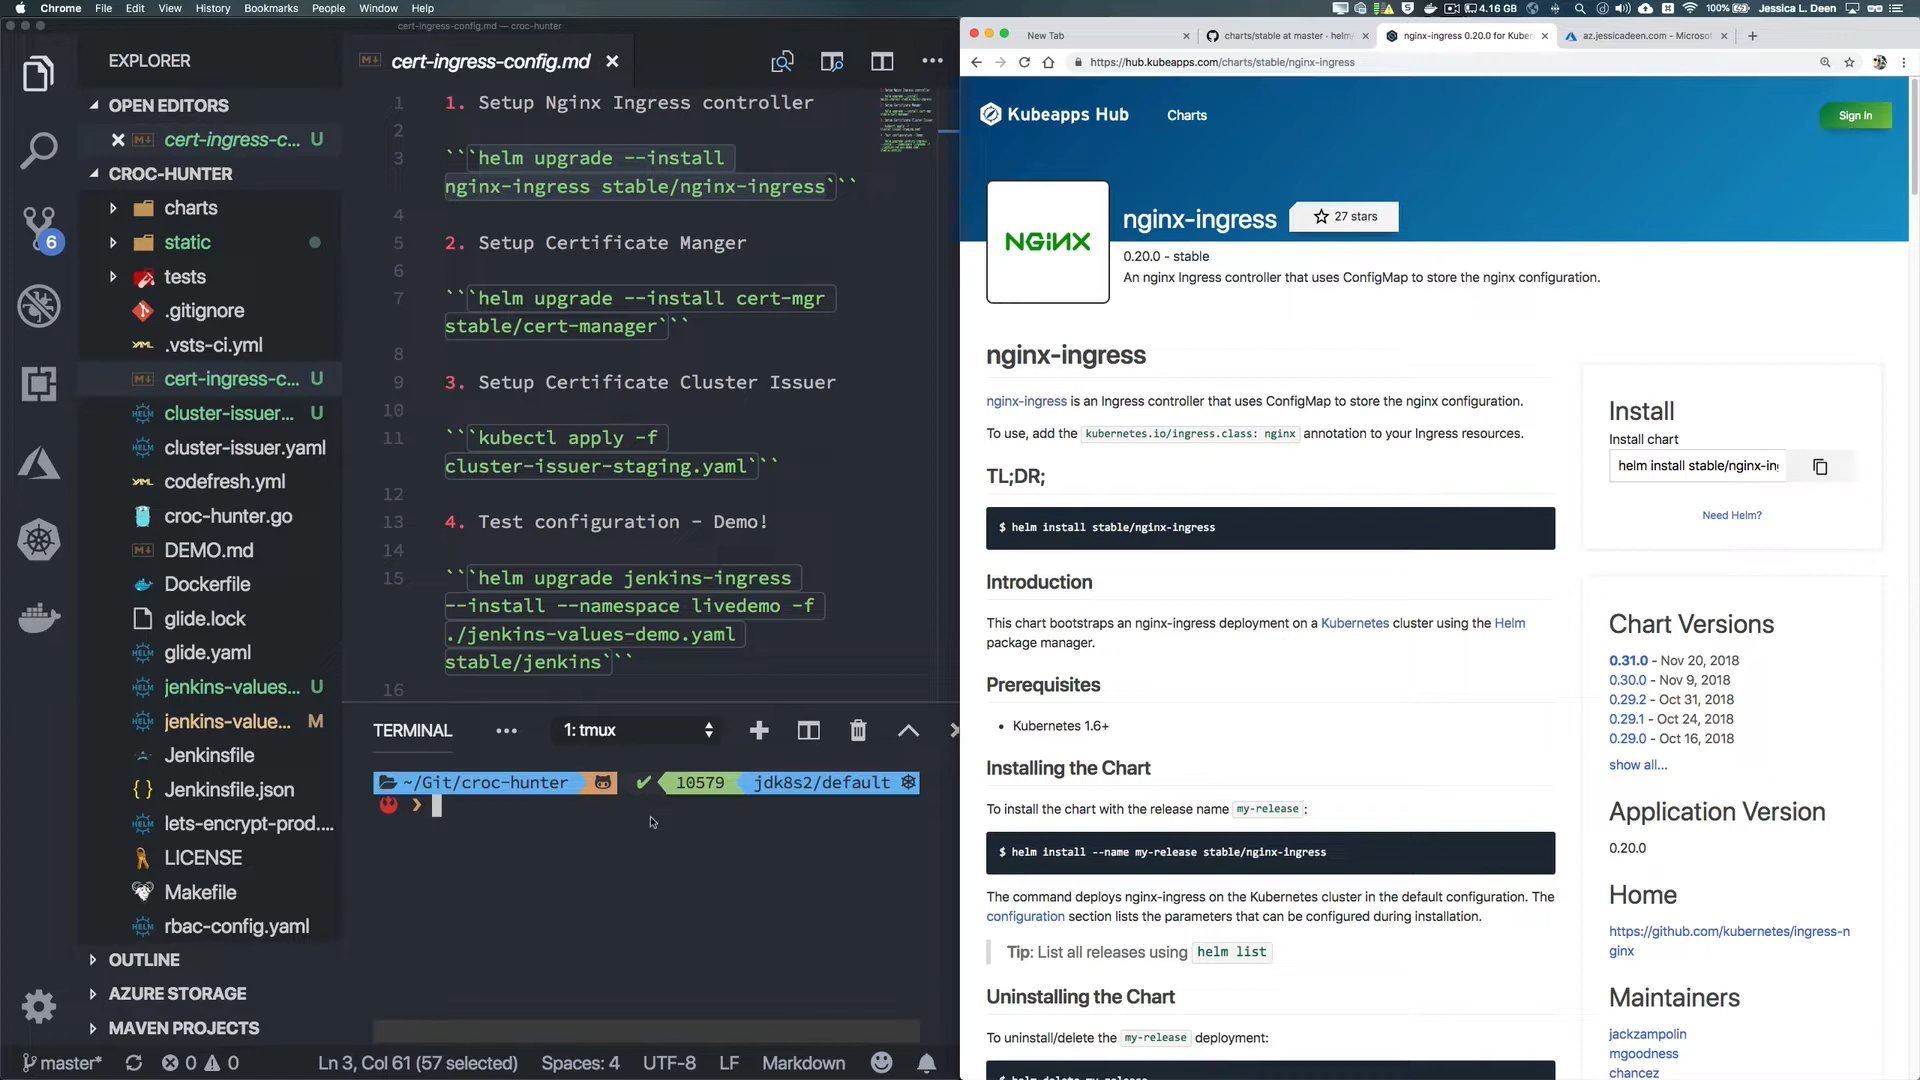 Chrome File Edit View History Bookmarks People Window Help
4.16 GB 100% Jessica L. Deen
cert-ingress-config.md — croc-hunter
EXPLORER
OPEN EDITORS
cert-ingress-c... U
CROC-HUNTER
charts
static
tests
.gitignore
.vsts-ci.yml
cert-ingress-c... U
cluster-issuer... U
cluster-issuer.yaml
codefresh.yml
croc-hunter.go
DEMO.md
Dockerfile
glide.lock
glide.yaml
jenkins-values... U
jenkins-value... M
Jenkinsfile
Jenkinsfile.json
lets-encrypt-prod....
LICENSE
Makefile
rbac-config.yaml
OUTLINE
AZURE STORAGE
MAVEN PROJECTS
6
cert-ingress-config.md
1 1. Setup Nginx Ingress controller
2
3 ```helm upgrade --install
nginx-ingress stable/nginx-ingress```
4
5 2. Setup Certificate Manger
6
7 ```helm upgrade --install cert-mgr
stable/cert-manager```
8
9 3. Setup Certificate Cluster Issuer
10
11 ```kubectl apply -f
cluster-issuer-staging.yaml```
12
13 4. Test configuration - Demo!
14
15 ```helm upgrade jenkins-ingress
--install --namespace livedemo -f
./jenkins-values-demo.yaml
stable/jenkins```
16
TERMINAL ... 1: tmux
~/Git/croc-hunter ✔ 10579 jdk8s2/default
❯
master* 0 0 Ln 3, Col 61 (57 selected) Spaces: 4 UTF-8 LF Markdown
New Tab
charts/stable at master · helm/
nginx-ingress 0.20.0 for Kuber
az.jessicadeen.com - Microsof
https://hub.kubeapps.com/charts/stable/nginx-ingress
Kubeapps Hub Charts Sign In
NGINX
nginx-ingress 27 stars
0.20.0 - stable
An nginx Ingress controller that uses ConfigMap to store the nginx configuration.
nginx-ingress
nginx-ingress is an Ingress controller that uses ConfigMap to store the nginx configuration.
To use, add the kubernetes.io/ingress.class: nginx annotation to your Ingress resources.
TL;DR;
$ helm install stable/nginx-ingress
Introduction
This chart bootstraps an nginx-ingress deployment on a Kubernetes cluster using the Helm
package manager.
Prerequisites
• Kubernetes 1.6+
Installing the Chart
To install the chart with the release name my-release:
$ helm install --name my-release stable/nginx-ingress
The command deploys nginx-ingress on the Kubernetes cluster in the default configuration. The
configuration section lists the parameters that can be configured during installation.
Tip: List all releases using helm list
Uninstalling the Chart
To uninstall/delete the my-release deployment:
$ helm delete my-release
Install
Install chart
helm install stable/nginx-in
Need Helm?
Chart Versions
0.31.0 - Nov 20, 2018
0.30.0 - Nov 9, 2018
0.29.2 - Oct 31, 2018
0.29.1 - Oct 24, 2018
0.29.0 - Oct 16, 2018
show all...
Application Version
0.20.0
Home
https://github.com/kubernetes/ingress-n
ginx
Maintainers
jackzampolin
mgoodness
chancez